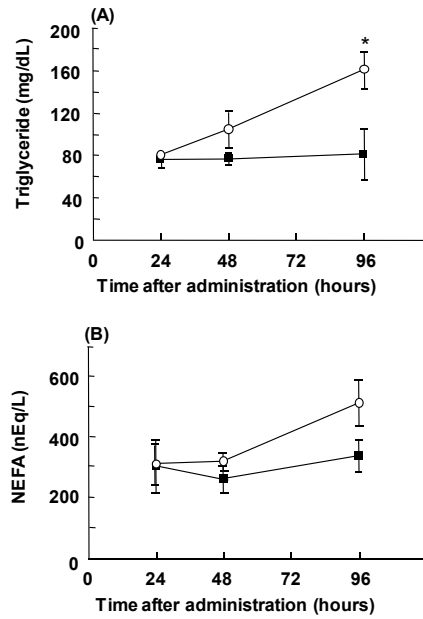 (A)
*
Triglyceride (mg/dL)
200
160
120
80
40
0
0 24 48 72 96
Time after administration (hours)
(B)
NEFA (nEq/L)
600
400
200
0
0 24 48 72 96
Time after administration (hours)